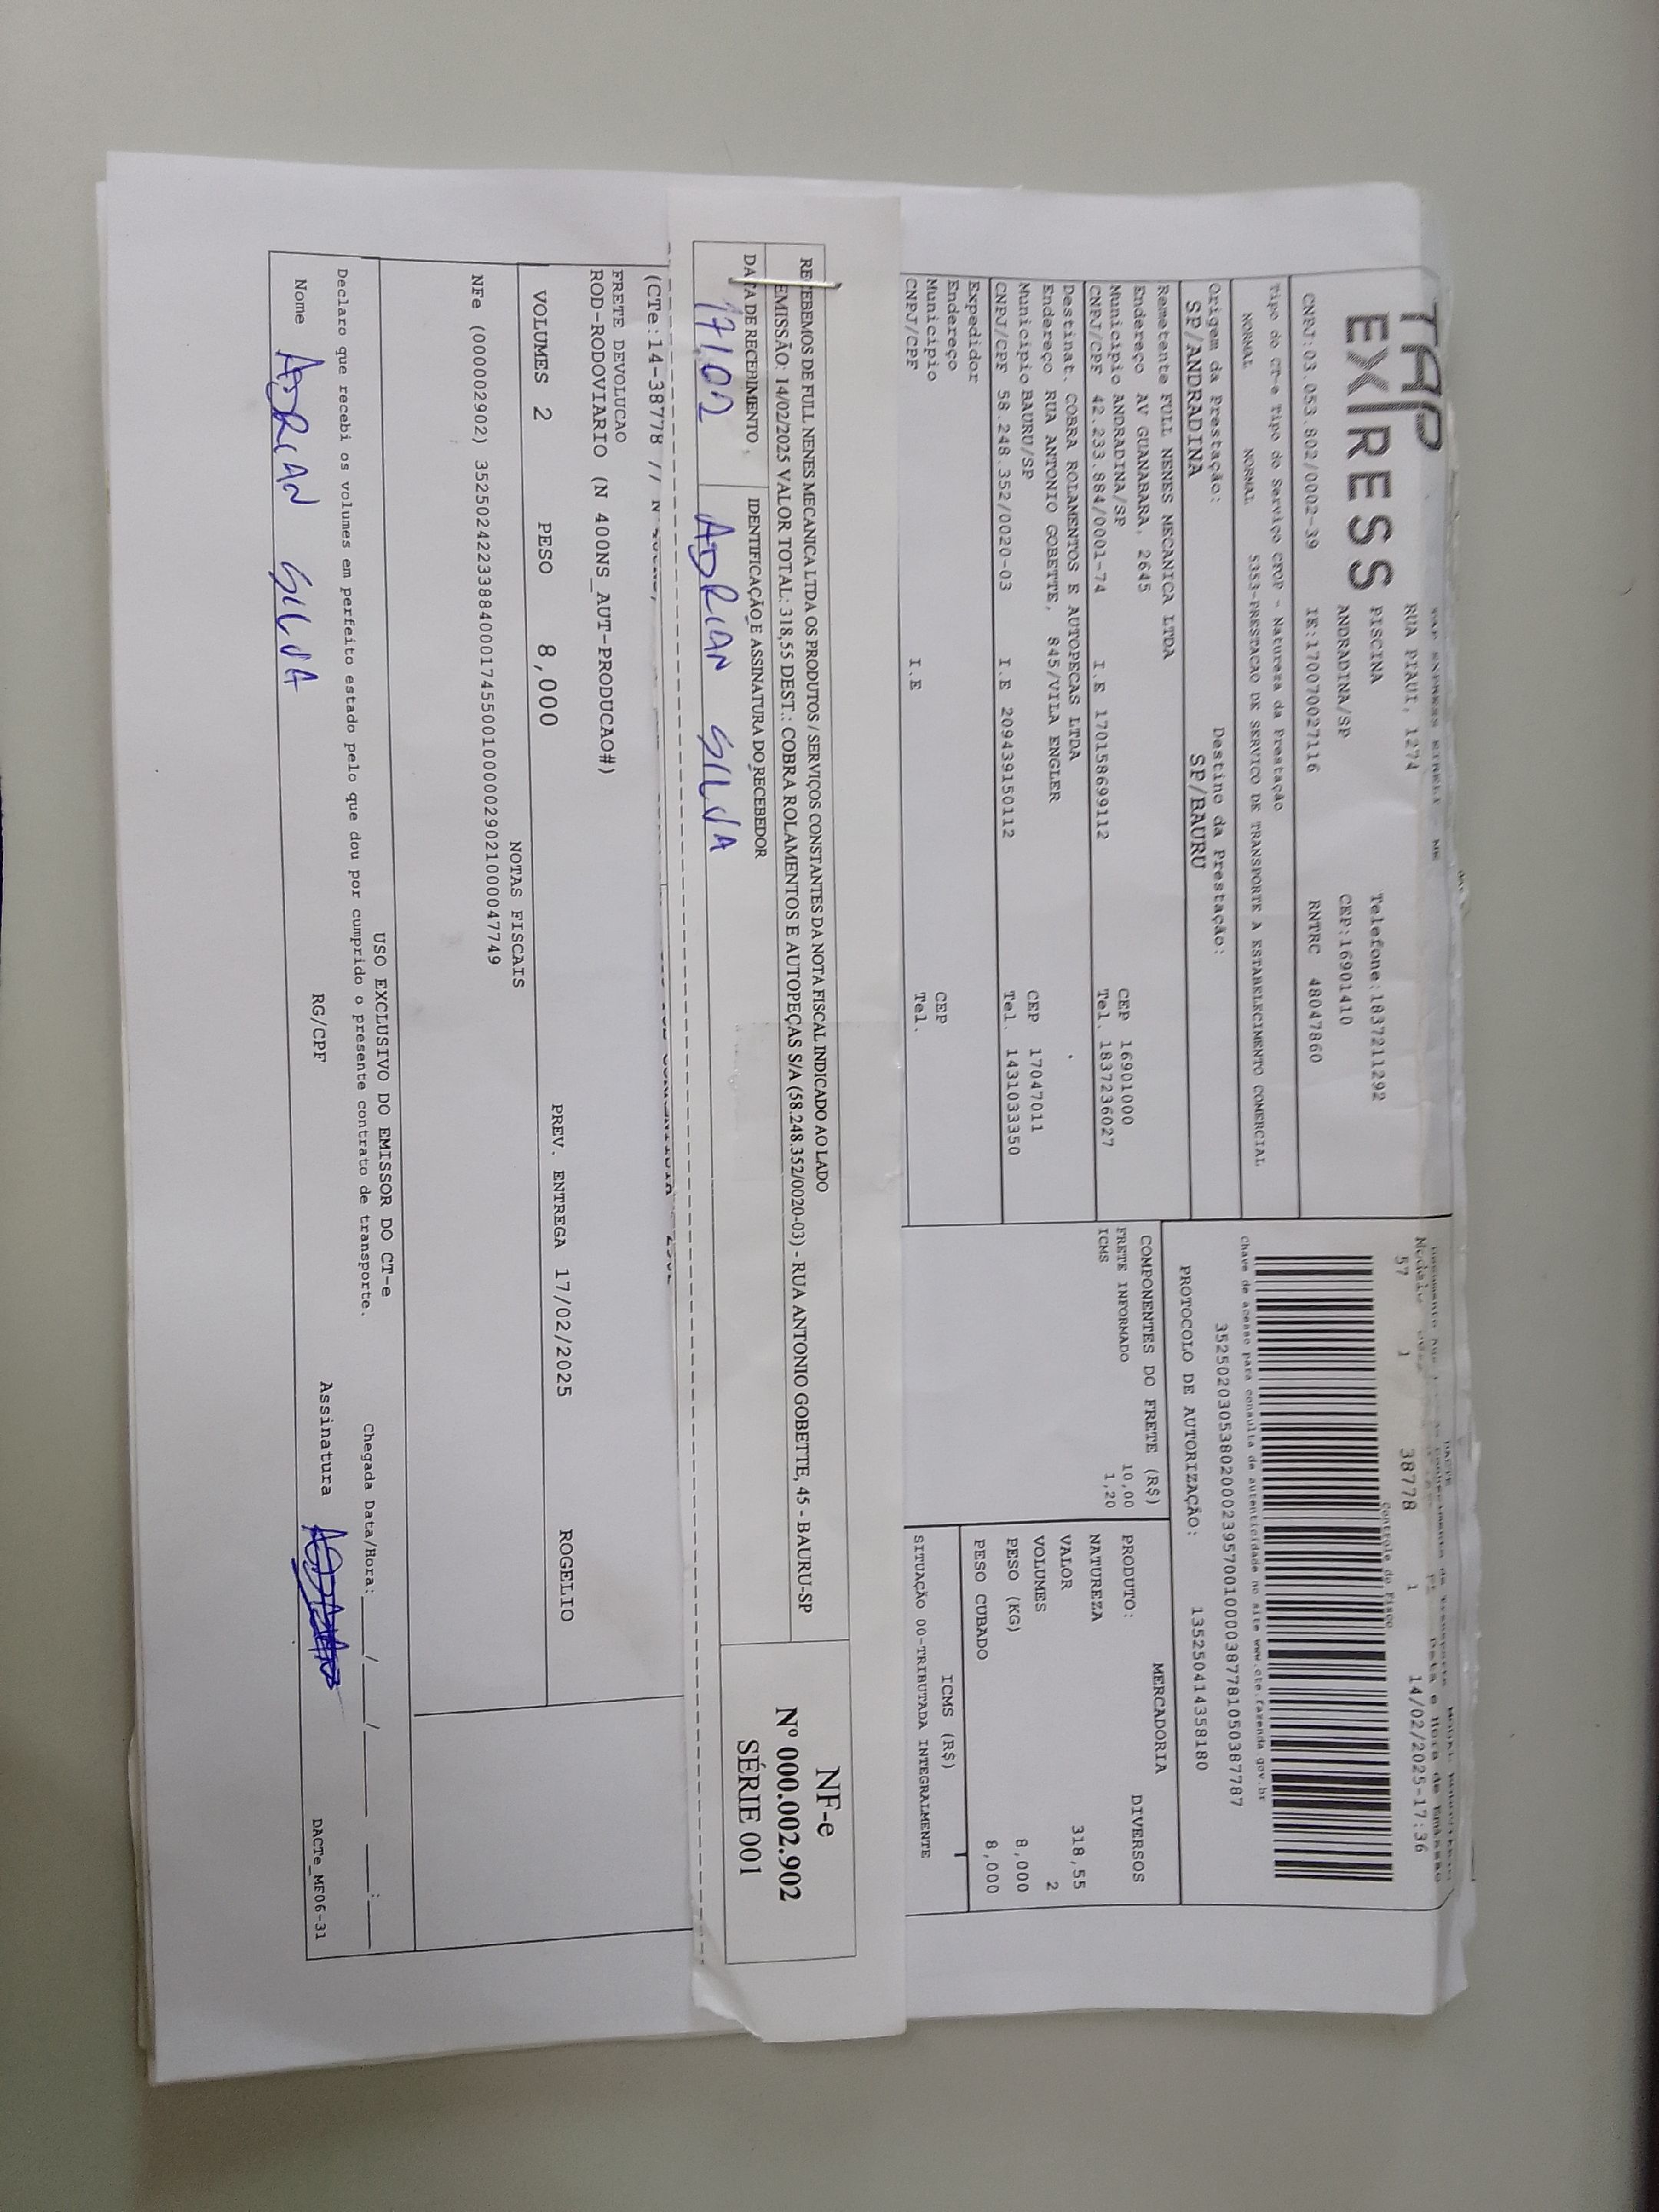 TAP
EXPRESS
RUA PIAUI, 1274
PISCINA
ANDRADINA/SP
Telefone:1837211292
CEP:16901410
CNPJ:03.053.802/0002-39 IE:170070027116 RNTRC 48047860
Tipo do CT-e Tipo do Serviço CFOP - Natureza da Prestação
NORMAL NORMAL 5353-PRESTACAO DE SERVICO DE TRANSPORTE A ESTABELECIMENTO COMERCIAL
Origem da Prestação: Destino da Prestação:
SP/ANDRADINA SP/BAURU
Remetente FULL NENES MECANICA LTDA
Endereço AV GUANABARA, 2645 CEP 16901000
Município ANDRADINA/SP Tel. 1837236027
CNPJ/CPF 42.233.884/0001-74 I.E 170158699112
Destinat. COBRA ROLAMENTOS E AUTOPECAS LTDA
Endereço RUA ANTONIO GOBETTE, 845/VILA ENGLER CEP 17047011
Município BAURU/SP Tel. 1431033350
CNPJ/CPF 58.248.352/0020-03 I.E 209439150112
Expedidor
Endereço CEP
Município Tel.
CNPJ/CPF I.E
DACTE
57 1 38778 1 14/02/2025-17:36
Controle do Fisco
Chave de acesso para consulta de autenticidade no site www.cte.fazenda.gov.br
35250203053802000239570010000387781050387787
PROTOCOLO DE AUTORIZAÇÃO: 135250414358180
COMPONENTES DO FRETE (R$)
FRETE INFORMADO 10,00
ICMS 1,20
MERCADORIA
PRODUTO: DIVERSOS
NATUREZA
VALOR 318,55
VOLUMES 2
PESO (KG) 8,000
PESO CUBADO 8,000
ICMS (R$)
SITUAÇÃO 00-TRIBUTADA INTEGRALMENTE
RECEBEMOS DE FULL NENES MECANICA LTDA OS PRODUTOS / SERVIÇOS CONSTANTES DA NOTA FISCAL INDICADO AO LADO
EMISSÃO: 14/02/2025 VALOR TOTAL: 318,55 DEST.: COBRA ROLAMENTOS E AUTOPEÇAS S/A (58.248.352/0020-03) - RUA ANTONIO GOBETTE, 45 - BAURU-SP
DATA DE RECEBIMENTO IDENTIFICAÇÃO E ASSINATURA DO RECEBEDOR
17/02 ADRIAN SILVA
NF-e
Nº 000.002.902
SÉRIE 001
(CTe:14-38778 //
FRETE DEVOLUCAO
ROD-RODOVIARIO (N 400NS_AUT-PRODUCAO#)
VOLUMES 2 PESO 8,000 PREV. ENTREGA 17/02/2025 ROGELIO
NOTAS FISCAIS
NFe (000002902) 35250242233884000174550010000029021000047749
USO EXCLUSIVO DO EMISSOR DO CT-e
Declaro que recebi os volumes em perfeito estado pelo que dou por cumprido o presente contrato de transporte. Chegada Data/Hora: ___/___/_____ ___:___
Nome ADRIAN SILVA RG/CPF Assinatura
DACTe_MF06-31